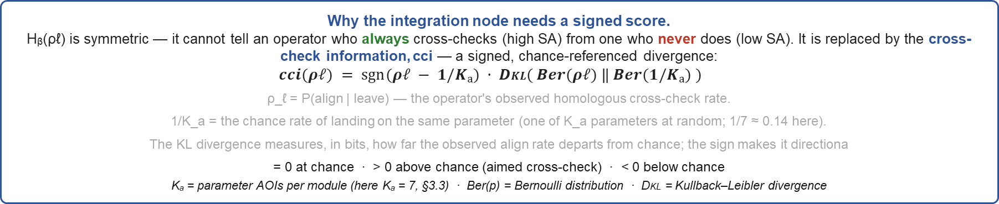 Why the integration node needs a signed score.
Hᵦ(ρℓ) is symmetric — it cannot tell an operator who always cross-checks (high SA) from one who never does (low SA). It is replaced by the cross-
check information, cci — a signed, chance-referenced divergence:
cci(ρℓ) = sgn(ρℓ − 1/Kₐ) · D_KL( Ber(ρℓ) ‖ Ber(1/Kₐ) )
ρ_ℓ = P(align | leave) — the operator's observed homologous cross-check rate.
1/K_a = the chance rate of landing on the same parameter (one of K_a parameters at random; 1/7 ≈ 0.14 here).
The KL divergence measures, in bits, how far the observed align rate departs from chance; the sign makes it directiona
= 0 at chance · > 0 above chance (aimed cross-check) · < 0 below chance
Kₐ = parameter AOIs per module (here Kₐ = 7, §3.3) · Ber(p) = Bernoulli distribution · D_KL = Kullback–Leibler divergence